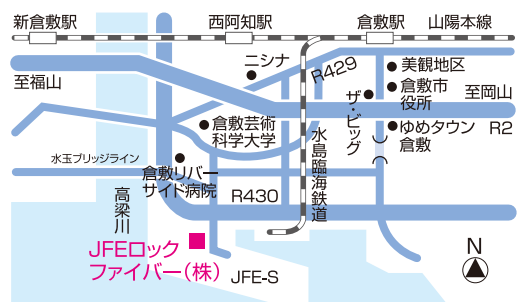 新倉敷駅
西阿知駅
倉敷駅
山陽本線
ニシナ
R429
美観地区
至福山
ザ・ビッグ
倉敷市
役所
至岡山
倉敷芸術
科学大学
水島臨海鉄道
ゆめタウン
倉敷
R2
水玉ブリッジライン
倉敷リバー
サイド病院
高梁川
R430
JFEロック
ファイバー(株)
JFE-S
N